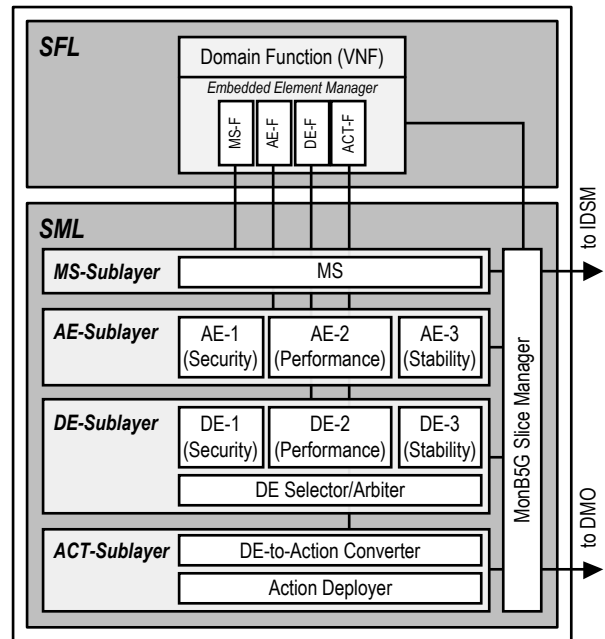 SFL
Domain Function (VNF)
Embedded Element Manager
MS-F
AE-F
DE-F
ACT-F
to IDSM
SML
MS-Sublayer
MS
AE-Sublayer
AE-1
(Security)
AE-2
(Performance)
AE-3
(Stability)
DE-Sublayer
DE-1
(Security)
DE-2
(Performance)
DE-3
(Stability)
DE Selector/Arbiter
MonB5G Slice Manager
to DMO
ACT-Sublayer
DE-to-Action Converter
Action Deployer